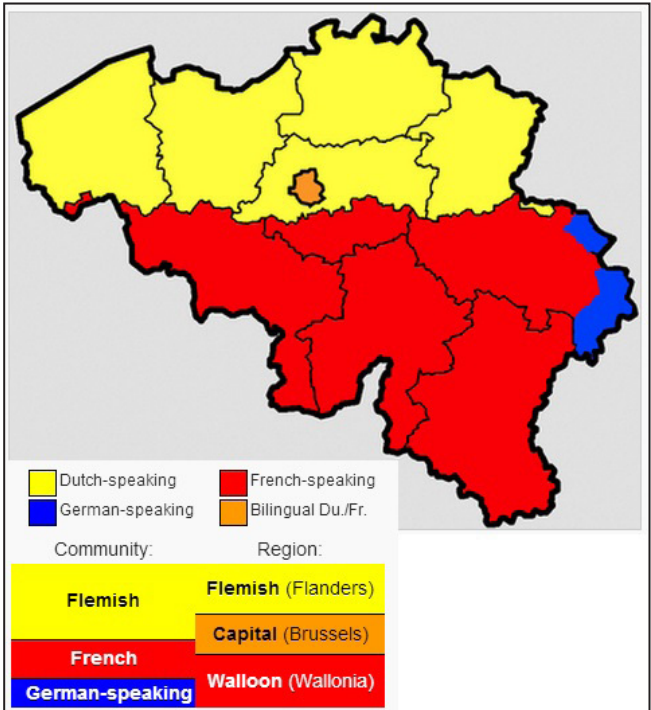 Dutch-speaking French-speaking
German-speaking Bilingual Du./Fr.
Community: Region:
Flemish
French
German-speaking
Flemish (Flanders)
Capital (Brussels)
Walloon (Wallonia)